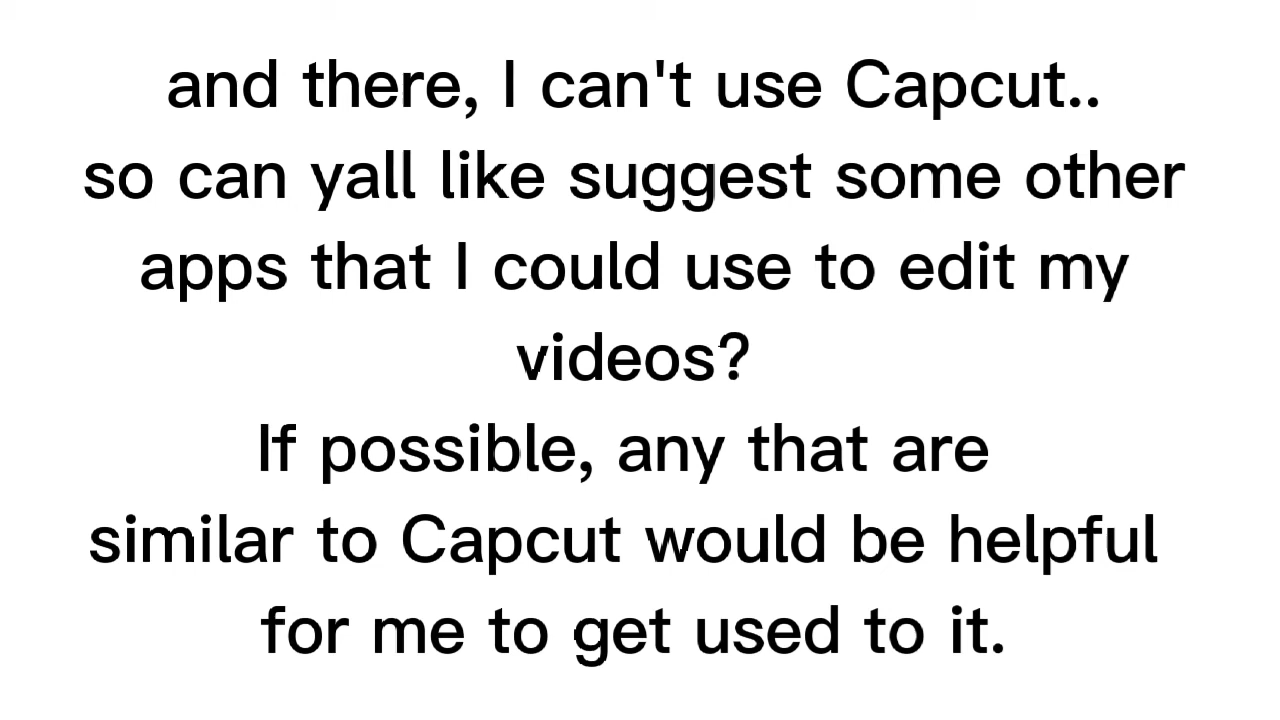 and there, I can't use Capcut..
so can yall like suggest some other
apps that I could use to edit my
videos?
If possible, any that are
similar to Capcut would be helpful
for me to get used to it.